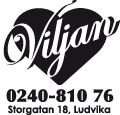 Viljan
0240-810 76
Storgatan 18, Ludvika